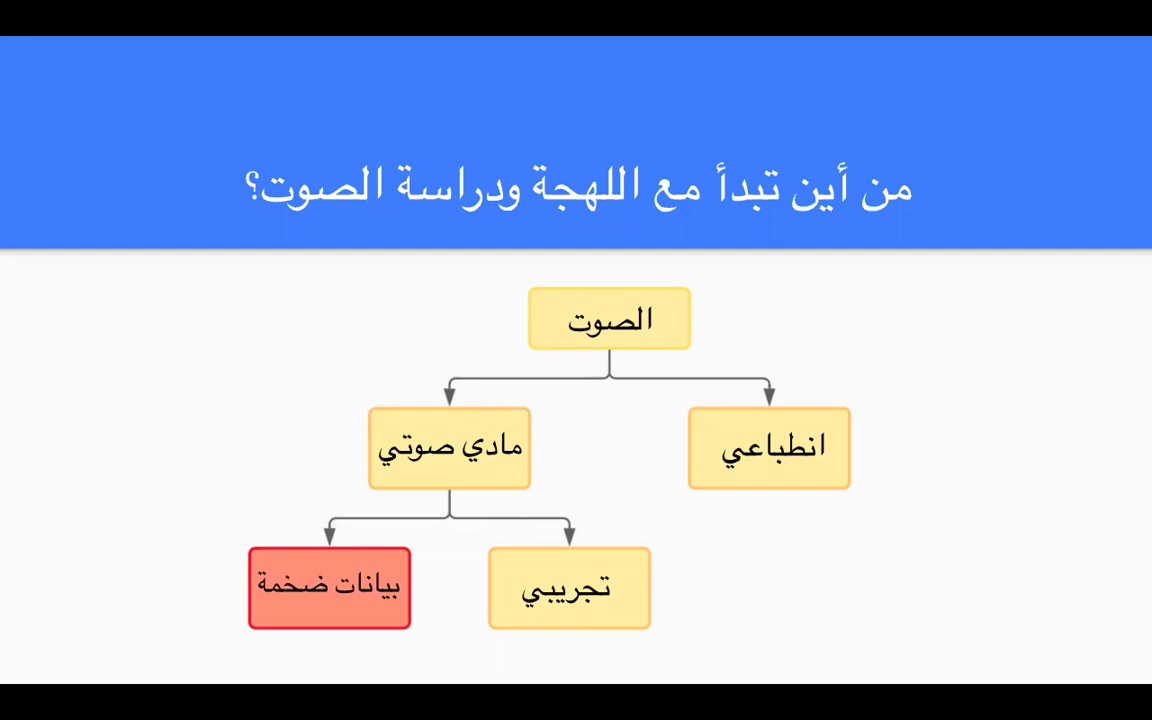 من أين تبدأ مع اللهجة ودراسة الصوت؟
الصوت
انطباعي
مادي صوتي
تجريبي
بيانات ضخمة